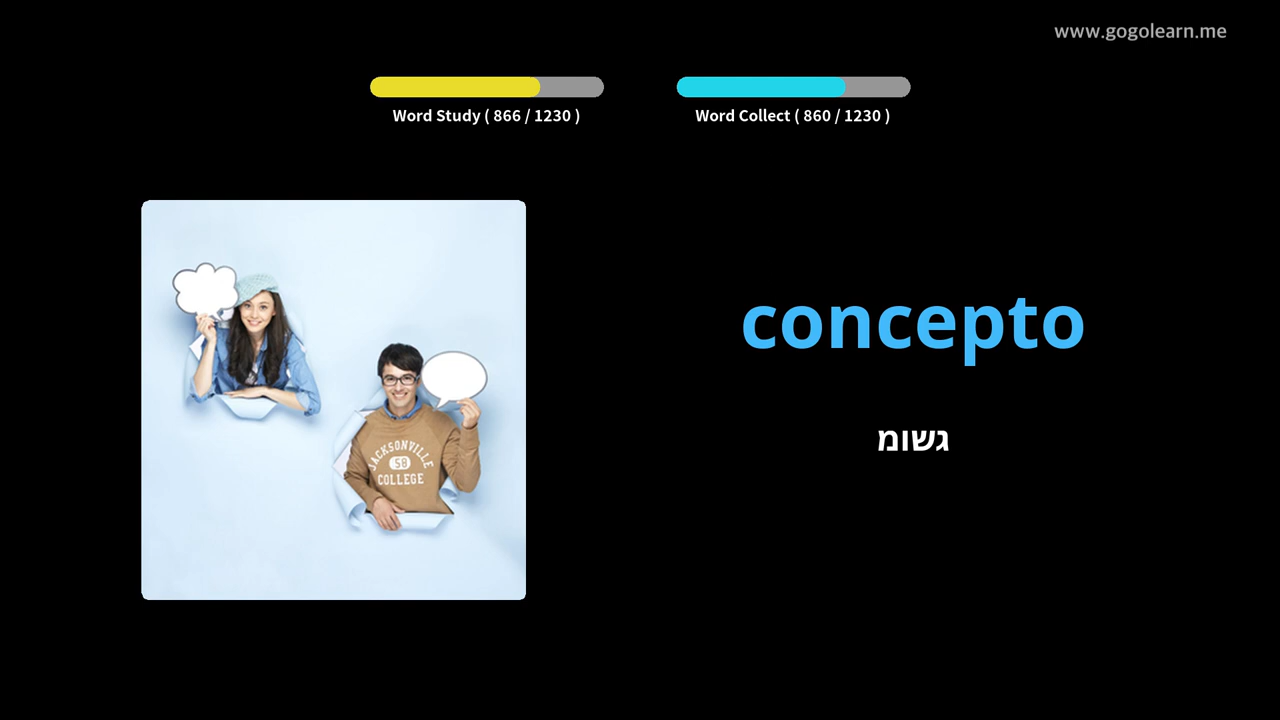 www.gogolearn.me
Word Study ( 866 / 1230 )
Word Collect ( 860 / 1230 )
concepto
גשומ
JACKSONVILLE
58
COLLEGE